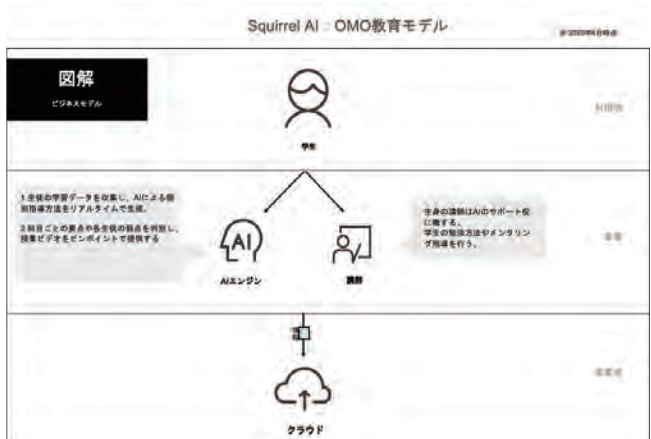 Squirrel AI：OMO教育モデル
図解
ビジネスモデル
学生
1.生徒の学習データを収集し、AIによる個
別指導方法をリアルタイムで生成。
2.科目ごとの要点や各生徒の弱点を判別し、
授業ビデオをピンポイントで提供する
生身の講師はAIのサポート役
に徹する。
学生の勉強方法やメンタリン
グ指導を行う。
AI
AIエンジン
講師
事業
事業者
クラウド